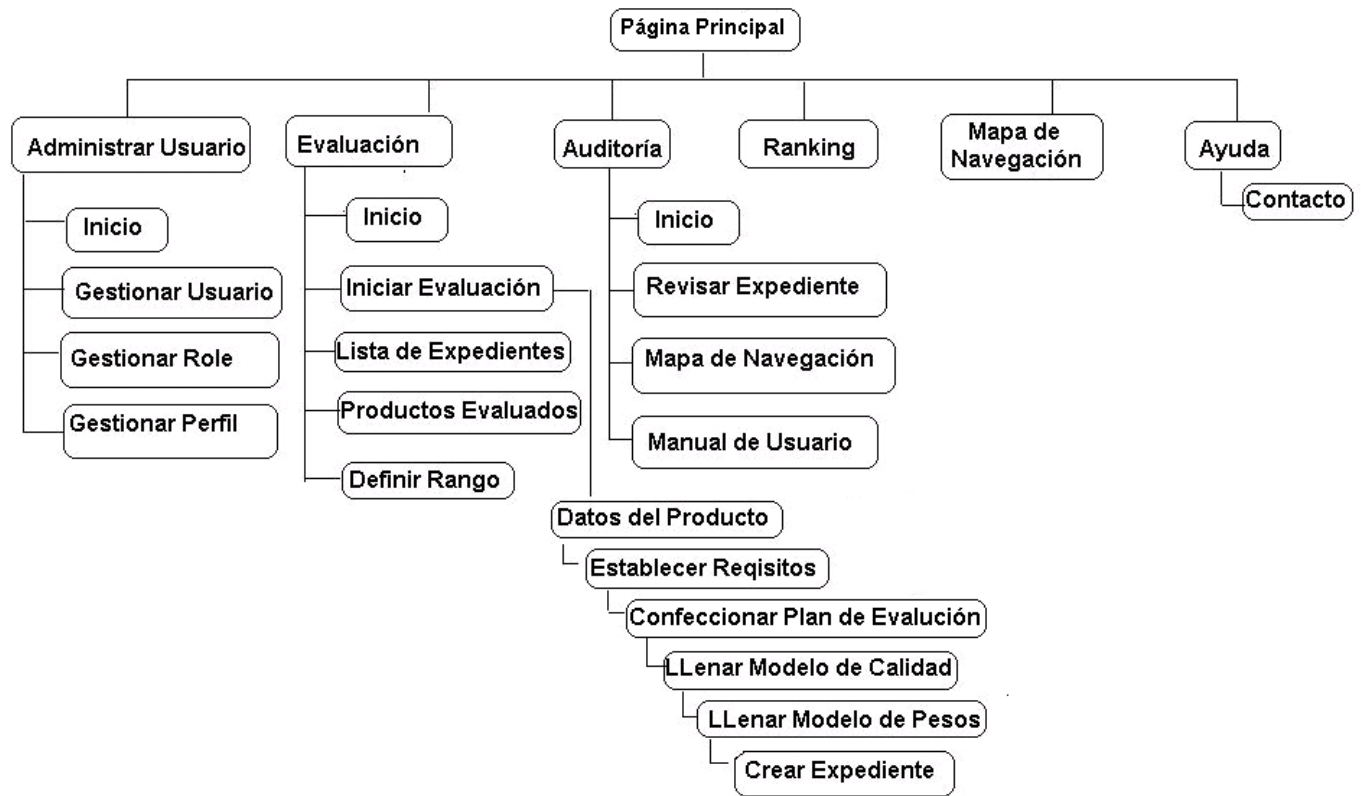 Página Principal
Administrar Usuario
Evaluación
Auditoría
Ranking
Mapa de
Navegación
Ayuda
Contacto
Inicio
Gestionar Usuario
Gestionar Role
Gestionar Perfil
Inicio
Iniciar Evaluación
Lista de Expedientes
Productos Evaluados
Definir Rango
Inicio
Revisar Expediente
Mapa de Navegación
Manual de Usuario
Datos del Producto
Establecer Reqisitos
Confeccionar Plan de Evalución
LLenar Modelo de Calidad
LLenar Modelo de Pesos
Crear Expediente